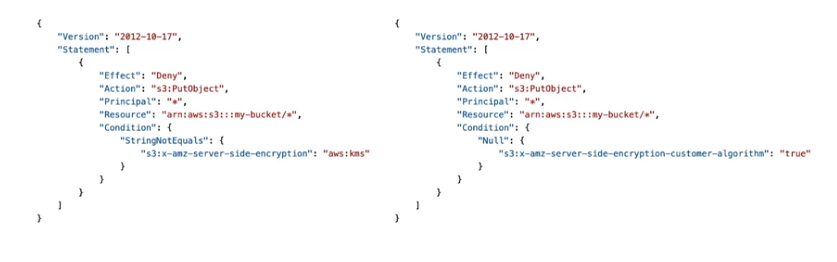 {
    "Version": "2012-10-17",
    "Statement": [
        {
            "Effect": "Deny",
            "Action": "s3:PutObject",
            "Principal": "*",
            "Resource": "arn:aws:s3:::my-bucket/*",
            "Condition": {
                "StringNotEquals": {
                    "s3:x-amz-server-side-encryption": "aws:kms"
                }
            }
        }
    ]
}
{
    "Version": "2012-10-17",
    "Statement": [
        {
            "Effect": "Deny",
            "Action": "s3:PutObject",
            "Principal": "*",
            "Resource": "arn:aws:s3:::my-bucket/*",
            "Condition": {
                "Null": {
                    "s3:x-amz-server-side-encryption-customer-algorithm": "true"
                }
            }
        }
    ]
}